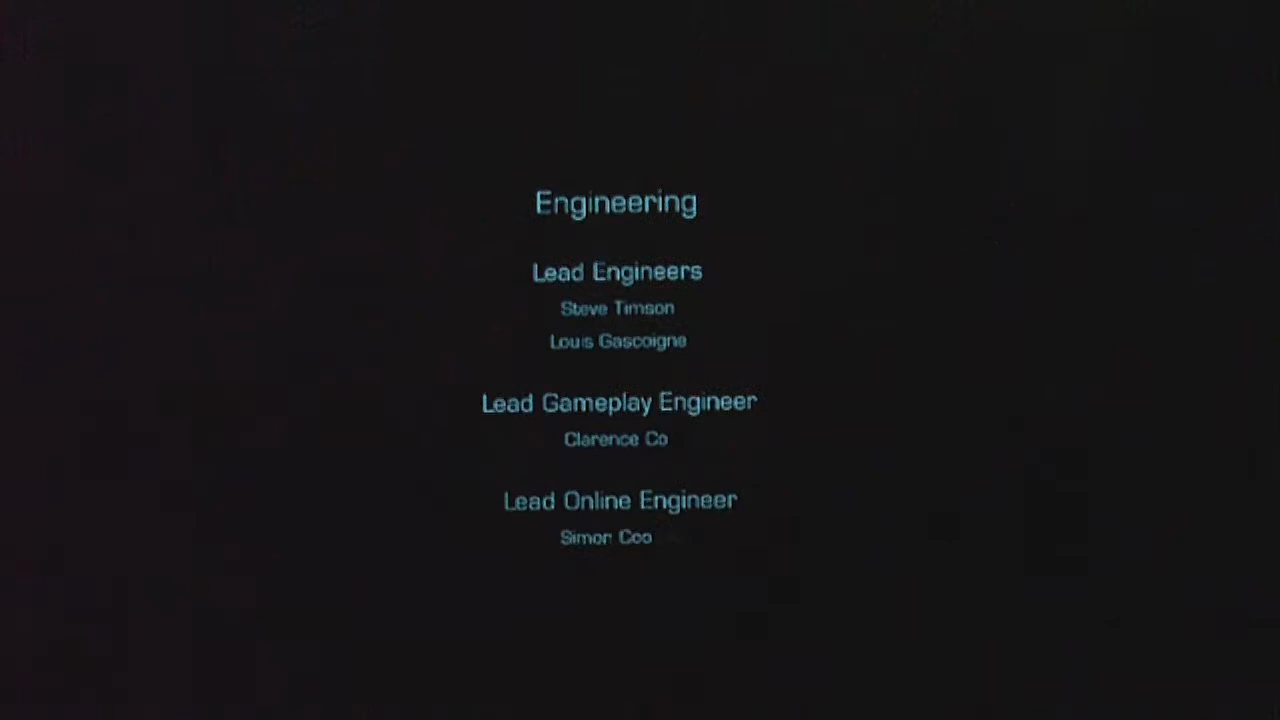 Engineering
Lead Engineers
Steve Timson
Louis Gascoigne
Lead Gameplay Engineer
Clarence Co
Lead Online Engineer
Simon Coo